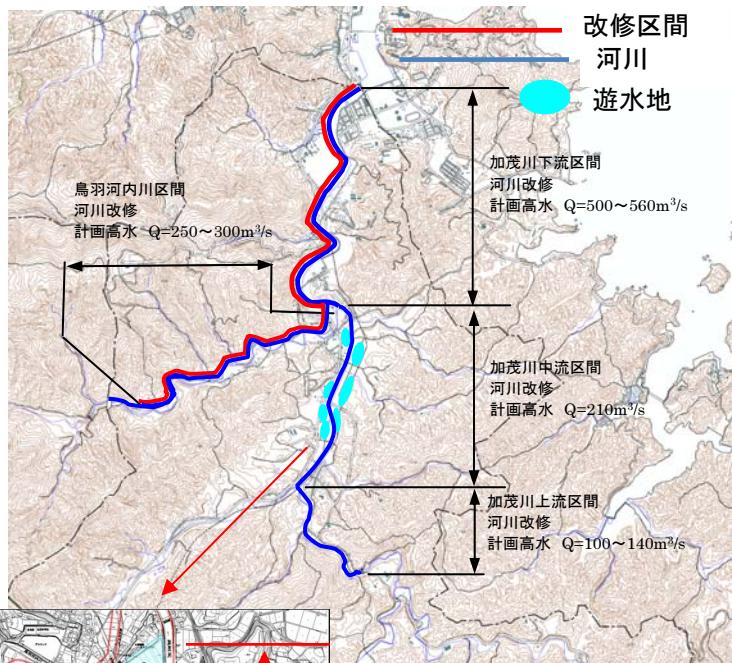 改修区間
河川
遊水地
加茂川下流区間
河川改修
計画高水 Q=500～560m³/s
鳥羽河内川区間
河川改修
計画高水 Q=250～300m³/s
加茂川中流区間
河川改修
計画高水 Q=210m³/s
加茂川上流区間
河川改修
計画高水 Q=100～140m³/s